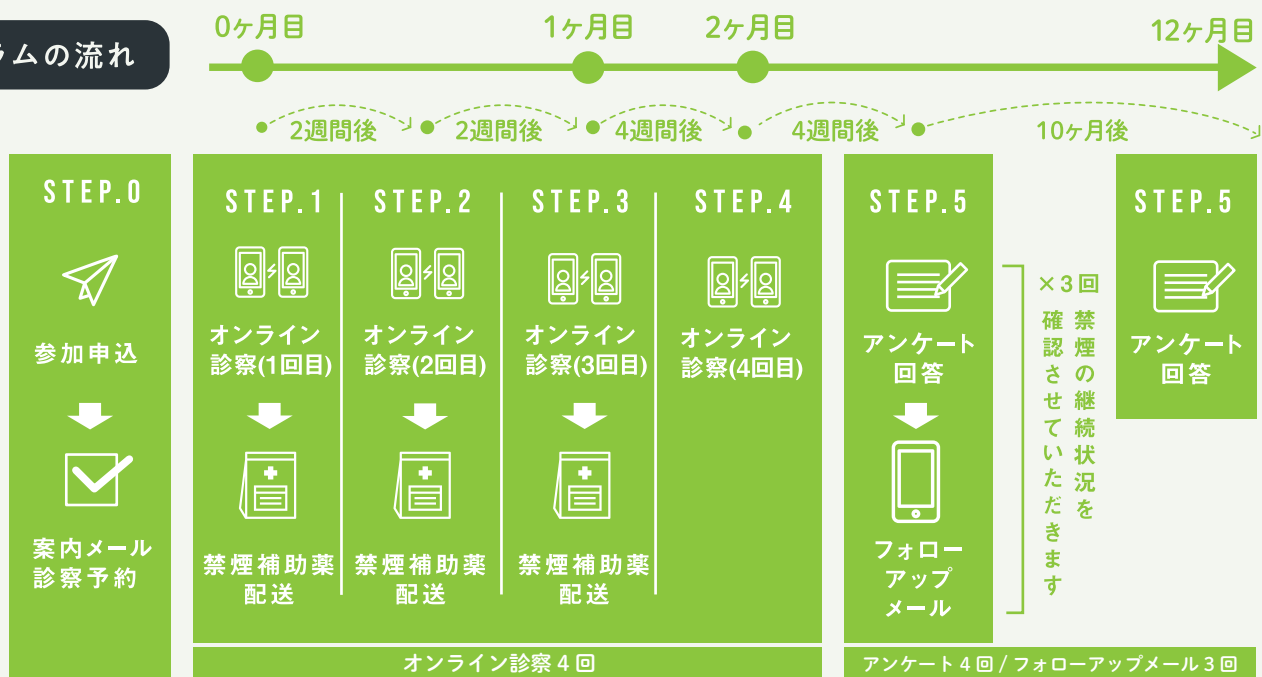 ラムの流れ
0ヶ月目
1ヶ月目
2ヶ月目
12ヶ月目
2週間後
2週間後
4週間後
4週間後
10ヶ月後
STEP.0
参加申込
案内メール
診察予約
STEP.1
オンライン
診察(1回目)
禁煙補助薬
配送
STEP.2
オンライン
診察(2回目)
禁煙補助薬
配送
STEP.3
オンライン
診察(3回目)
禁煙補助薬
配送
STEP.4
オンライン
診察(4回目)
オンライン診察4回
STEP.5
アンケート
回答
フォロー
アップ
メール
×3回
禁煙の継続状況を
確認させていただきます
STEP.5
アンケート
回答
アンケート4回/フォローアップメール3回